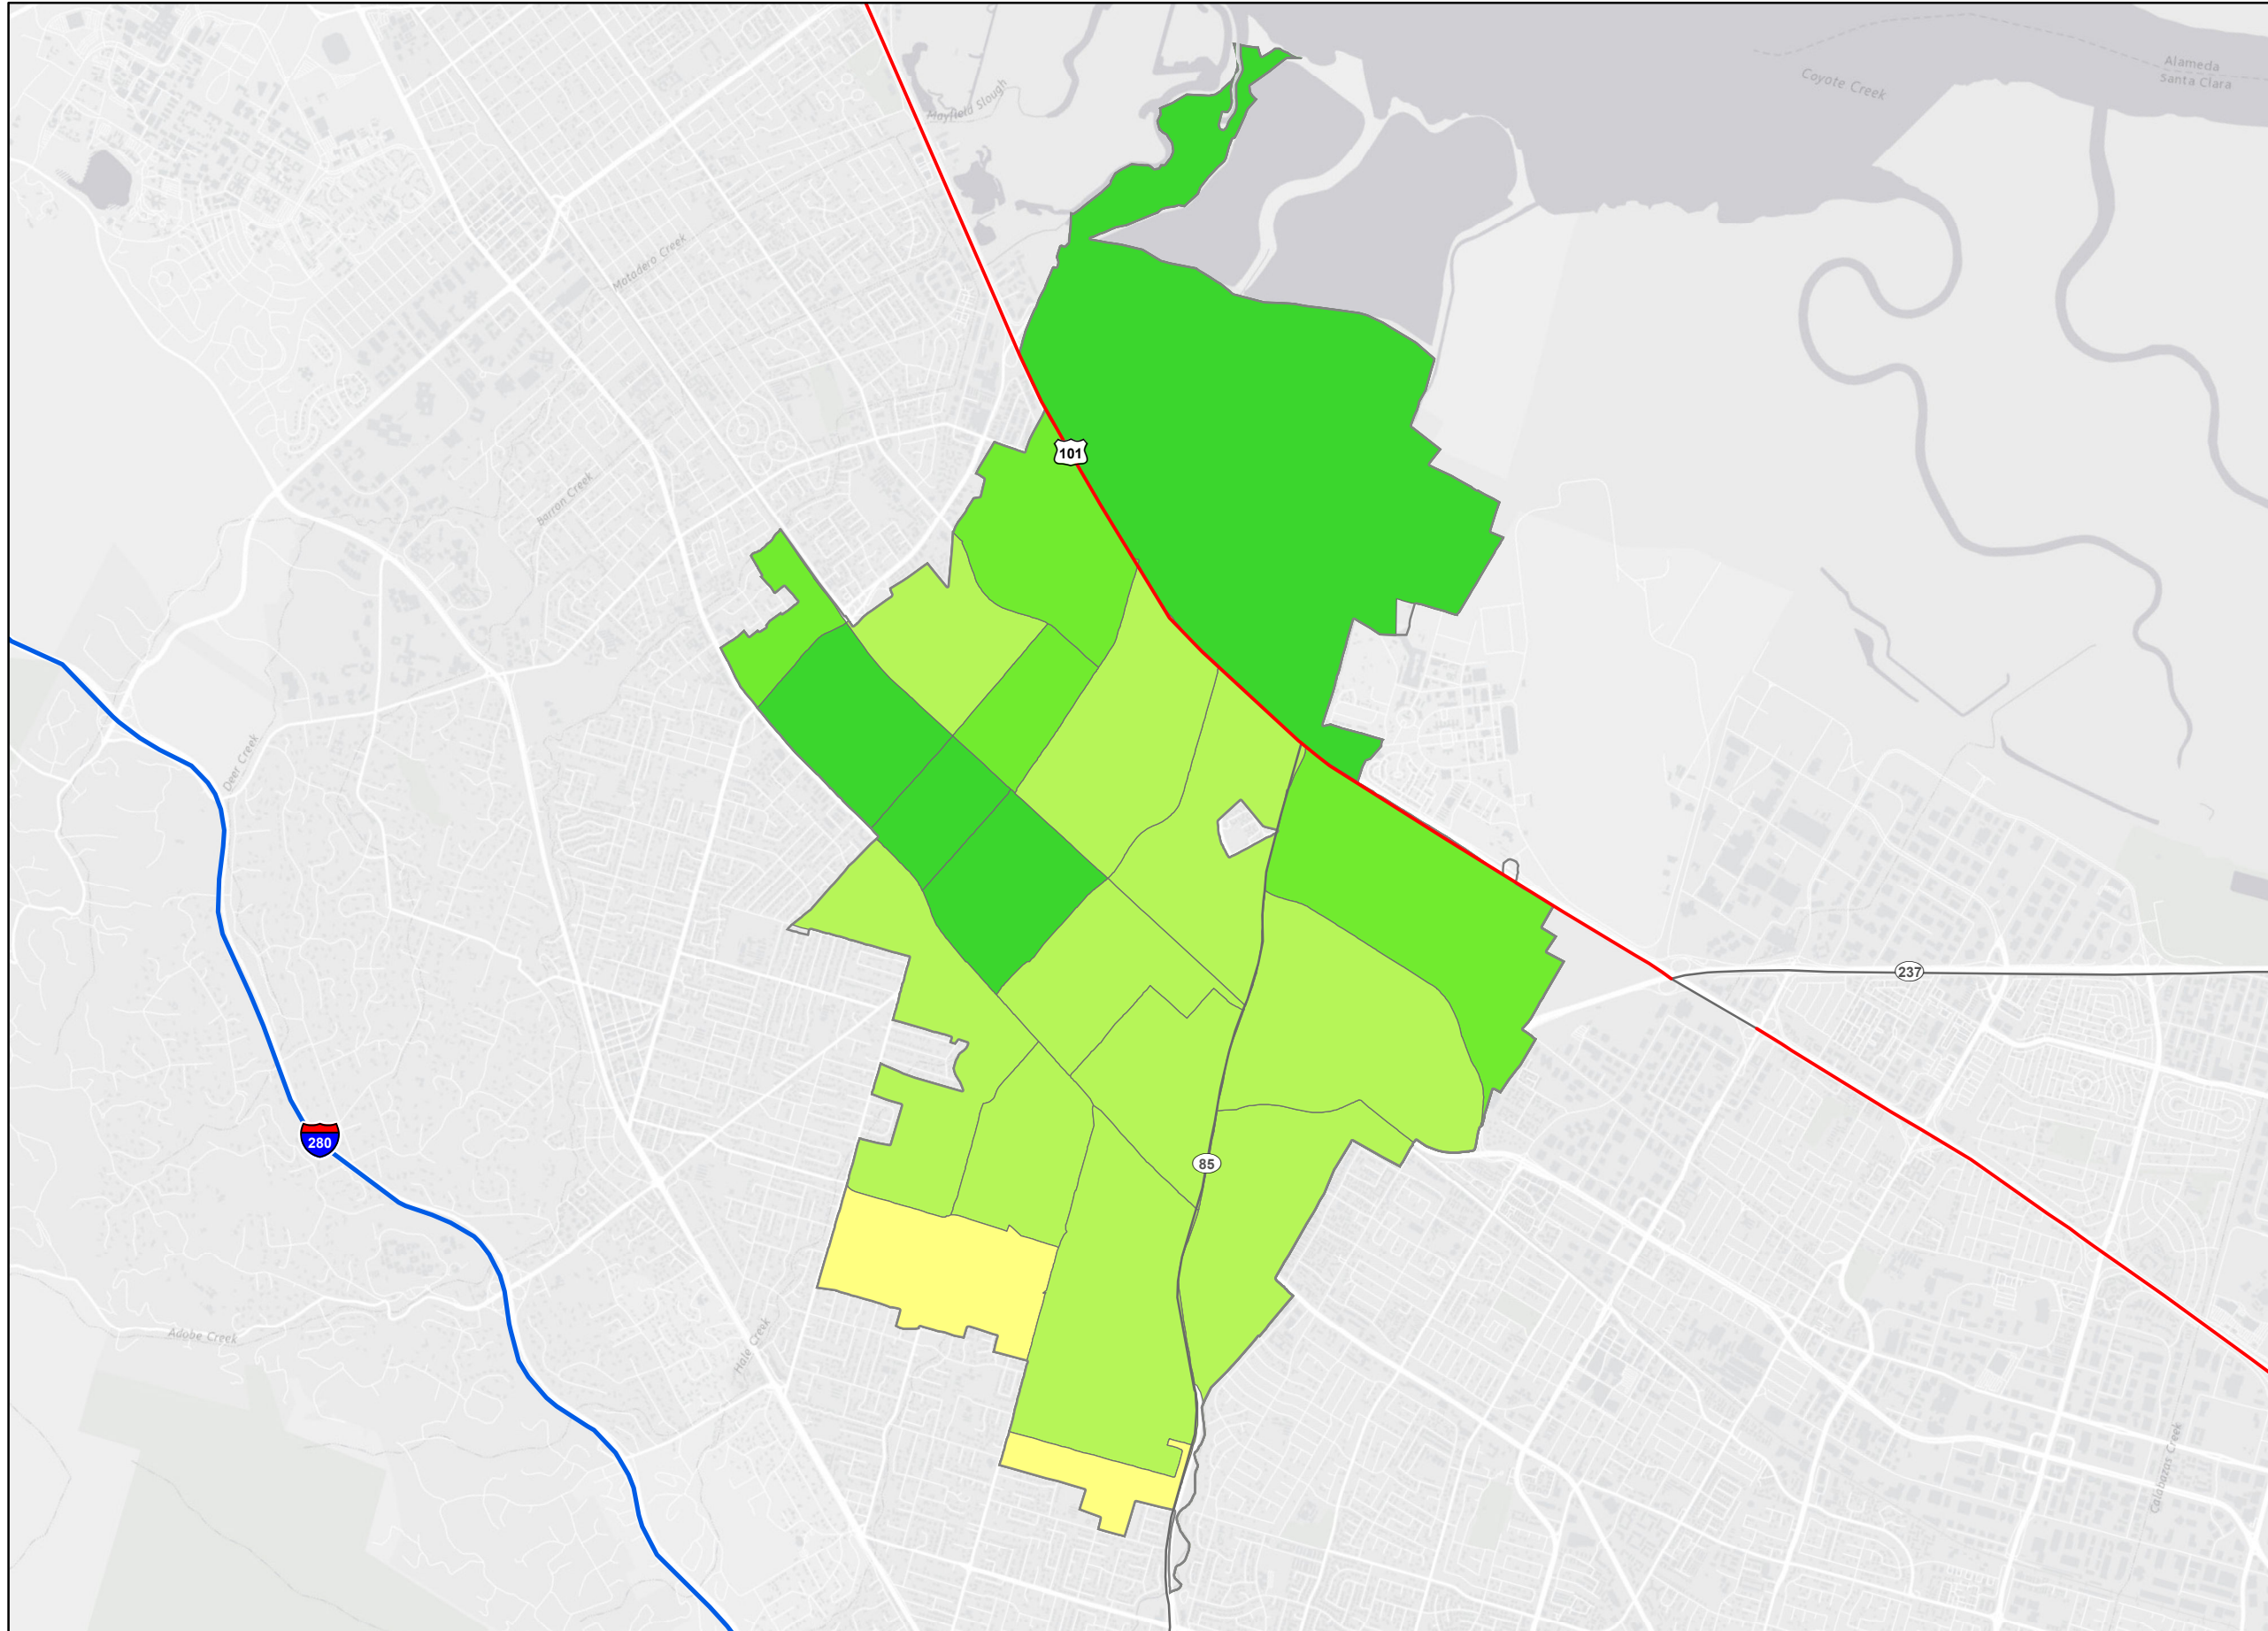 Alameda
Santa Clara
Coyote Creek
Mayfield Slough
Matadero Creek
101
Barron Creek
Deer Creek
237
280
85
Adobe Creek
Hale Creek
Calabazas Creek